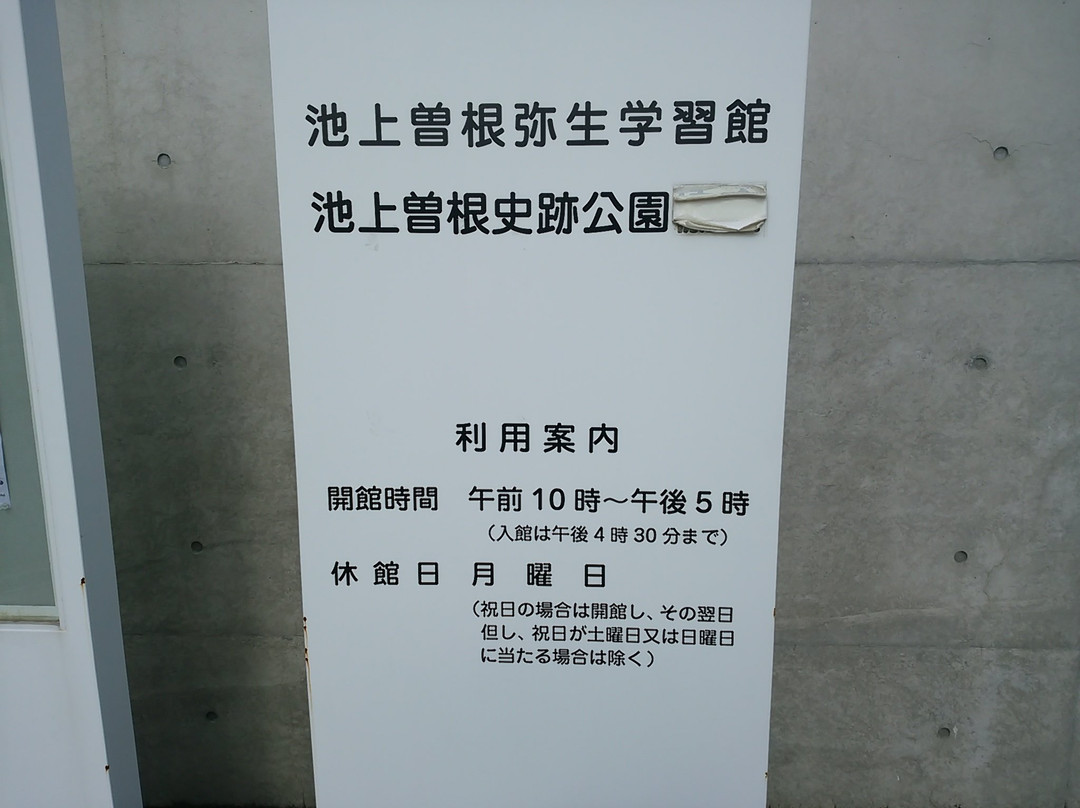 池上曽根弥生学習館
池上曽根史跡公園
利用案内
開館時間 午前10時～午後5時
（入館は午後4時30分まで）
休館日 月曜日
（祝日の場合は開館し、その翌日
但し、祝日が土曜日又は日曜日
に当たる場合は除く）